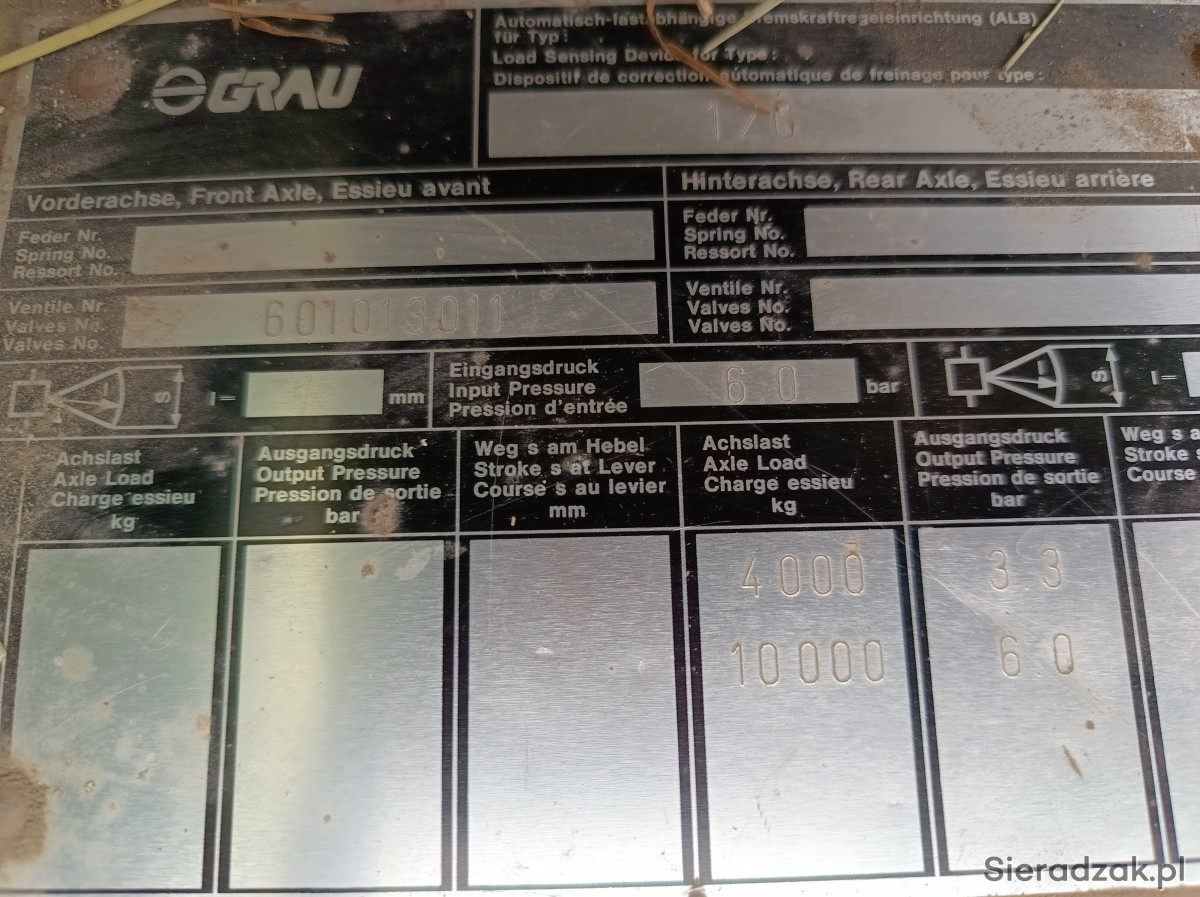 GRAU
Automatisch-lastabhängige Bremskraftregeleinrichtung (ALB)
für Typ:
Load Sensing Device for Type:
Dispositif de correction automatique de freinage pour type:
Vorderachse, Front Axle, Essieu avant
Hinterachse, Rear Axle, Essieu arrière
Feder Nr.
Spring No.
Ressort No.
Feder Nr.
Spring No.
Ressort No.
Ventile Nr
Valves No.
Valves No.
601013011
Ventile Nr.
Valves No.
Valves No.
s
l=
mm
Eingangsdruck
Input Pressure
Pression d'entrée
6.0
bar
s
l=
Achslast
Axle Load
Charge essieu
kg
Ausgangsdruck
Output Pressure
Pression de sortie
bar
Weg s am Hebel
Stroke s at Lever
Course s au levier
mm
Achslast
Axle Load
Charge essieu
kg
Ausgangsdruck
Output Pressure
Pression de sortie
bar
Weg s a
Stroke s
Course
4000
3.3
10000
6.0
Sieradzak.pl